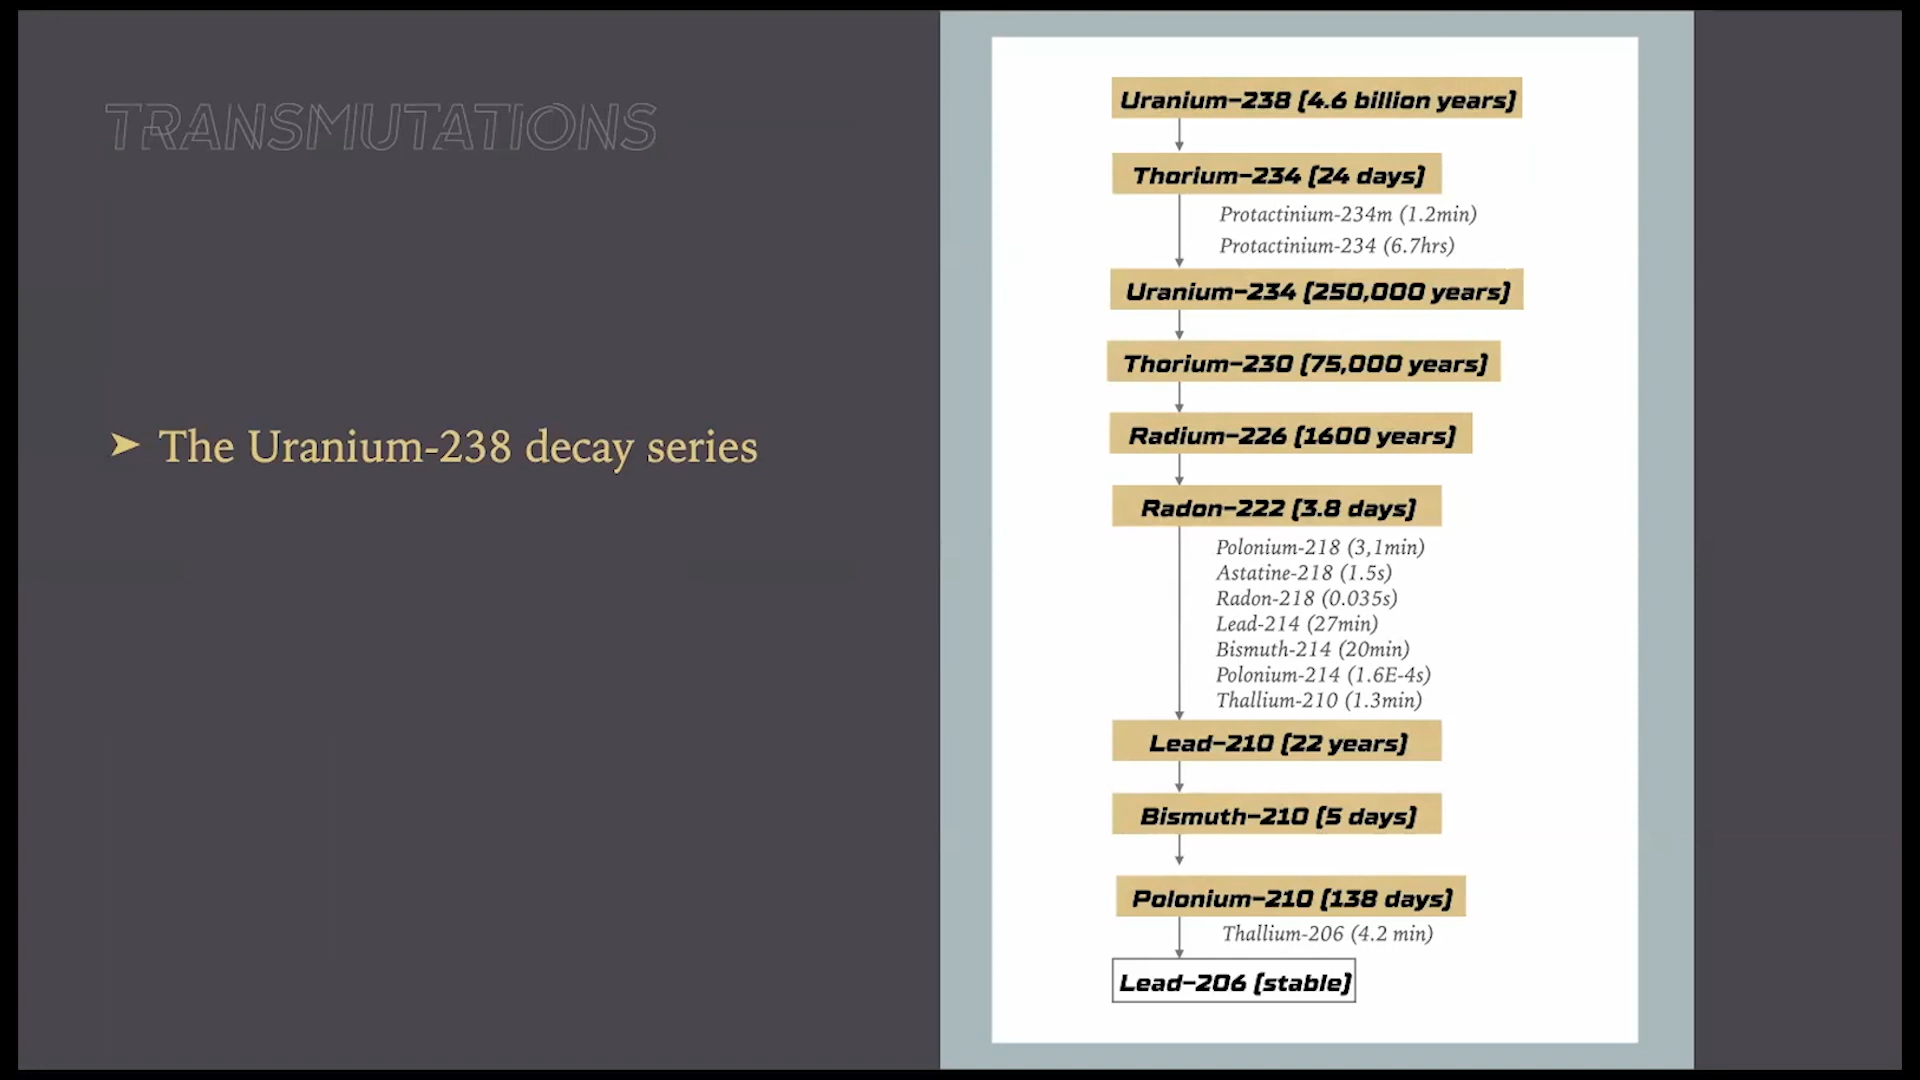 TRANSMUTATIONS
➤ The Uranium-238 decay series
Uranium-238 (4.6 billion years)
Thorium-234 (24 days)
Protactinium-234m (1.2min)
Protactinium-234 (6.7hrs)
Uranium-234 (250,000 years)
Thorium-230 (75,000 years)
Radium-226 (1600 years)
Radon-222 (3.8 days)
Polonium-218 (3,1min)
Astatine-218 (1.5s)
Radon-218 (0.035s)
Lead-214 (27min)
Bismuth-214 (20min)
Polonium-214 (1.6E-4s)
Thallium-210 (1.3min)
Lead-210 (22 years)
Bismuth-210 (5 days)
Polonium-210 (138 days)
Thallium-206 (4.2 min)
Lead-206 (stable)